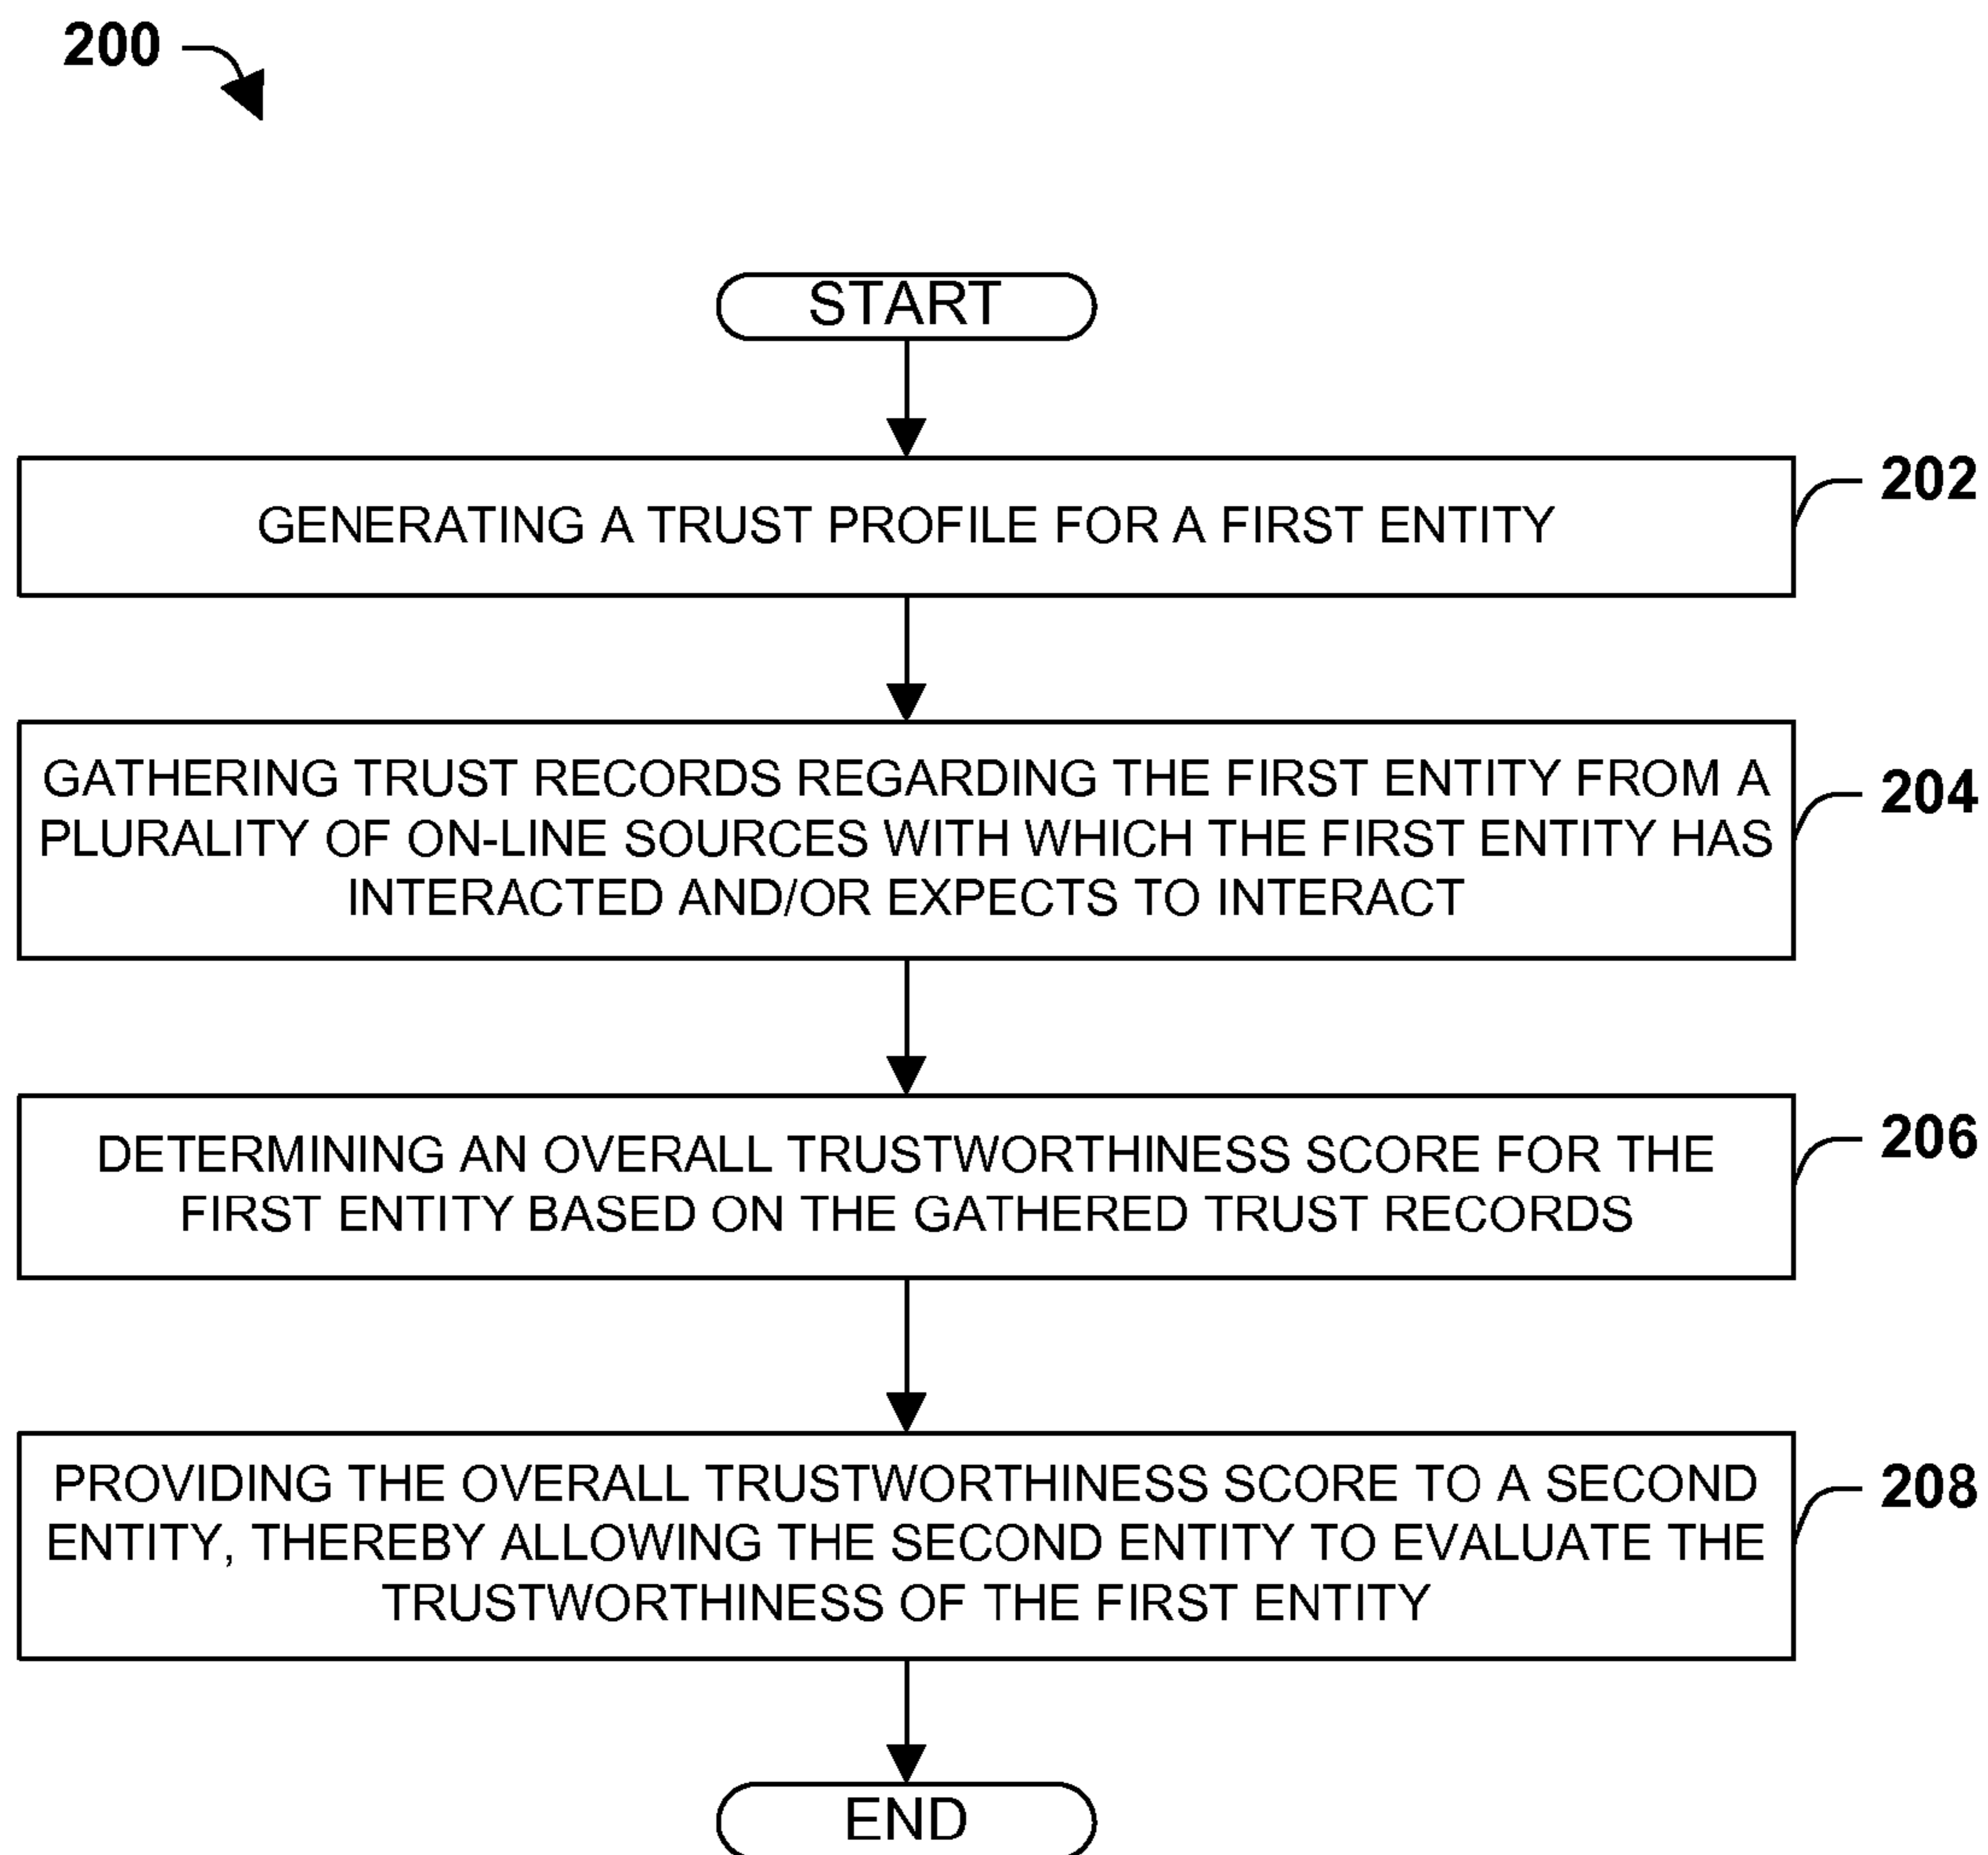 200
START
GENERATING A TRUST PROFILE FOR A FIRST ENTITY
202
GATHERING TRUST RECORDS REGARDING THE FIRST ENTITY FROM A
PLURALITY OF ON-LINE SOURCES WITH WHICH THE FIRST ENTITY HAS
INTERACTED AND/OR EXPECTS TO INTERACT
204
DETERMINING AN OVERALL TRUSTWORTHINESS SCORE FOR THE
FIRST ENTITY BASED ON THE GATHERED TRUST RECORDS
206
PROVIDING THE OVERALL TRUSTWORTHINESS SCORE TO A SECOND
ENTITY, THEREBY ALLOWING THE SECOND ENTITY TO EVALUATE THE
TRUSTWORTHINESS OF THE FIRST ENTITY
208
END